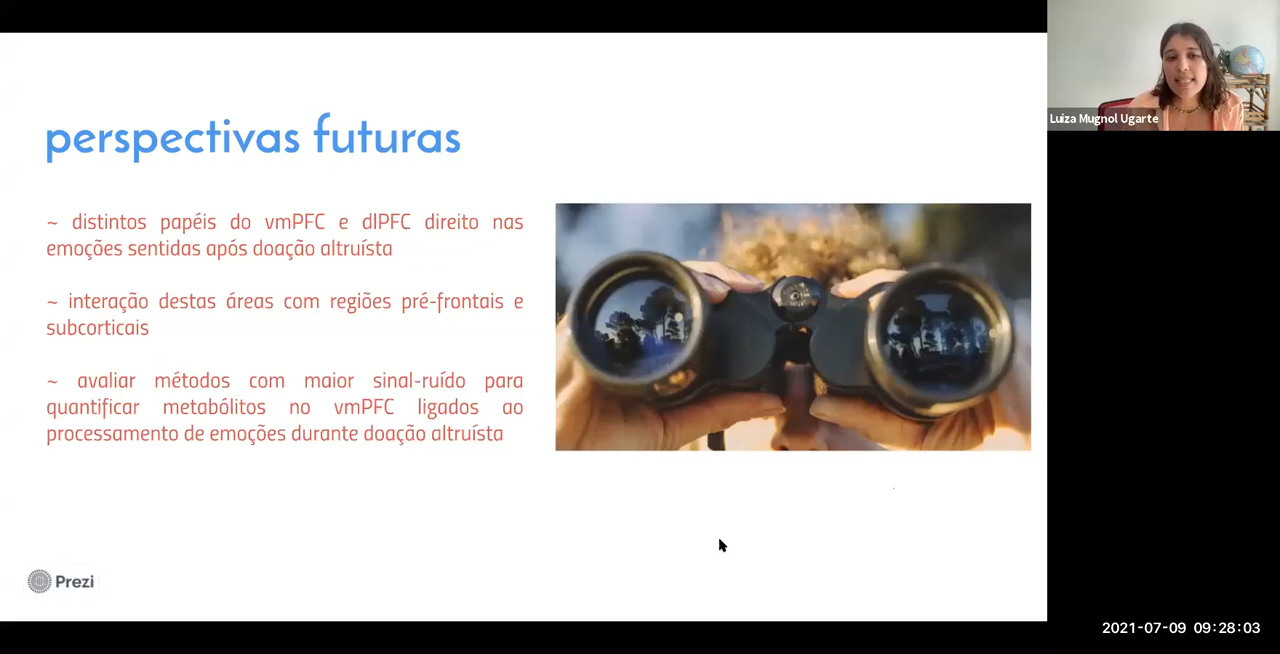 perspectivas futuras
~ distintos papéis do vmPFC e dlPFC direito nas
emoções sentidas após doação altruísta
~ interação destas áreas com regiões pré-frontais e
subcorticais
~ avaliar métodos com maior sinal-ruído para
quantificar metabólitos no vmPFC ligados ao
processamento de emoções durante doação altruísta
Prezi
Luiza Mugnol Ugarte
2021-07-09 09:28:03